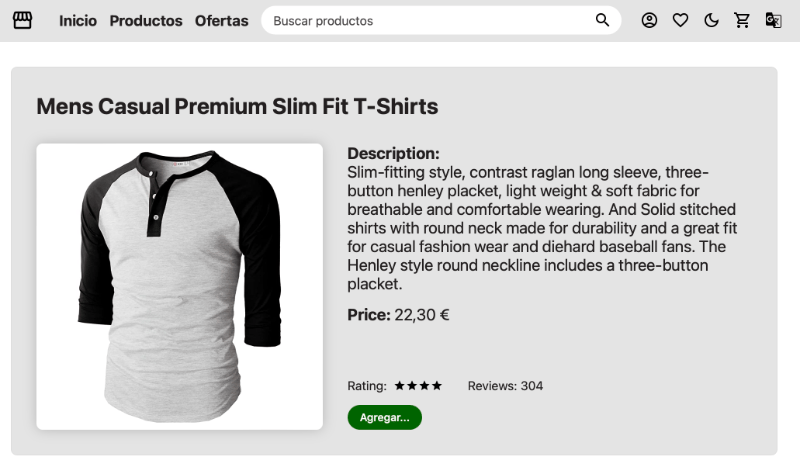 Inicio Productos Ofertas Buscar productos
Mens Casual Premium Slim Fit T-Shirts
Description:
Slim-fitting style, contrast raglan long sleeve, three-
button henley placket, light weight & soft fabric for
breathable and comfortable wearing. And Solid stitched
shirts with round neck made for durability and a great fit
for casual fashion wear and diehard baseball fans. The
Henley style round neckline includes a three-button
placket.
Price: 22,30 €
Rating: ★★★★ Reviews: 304
Agregar...